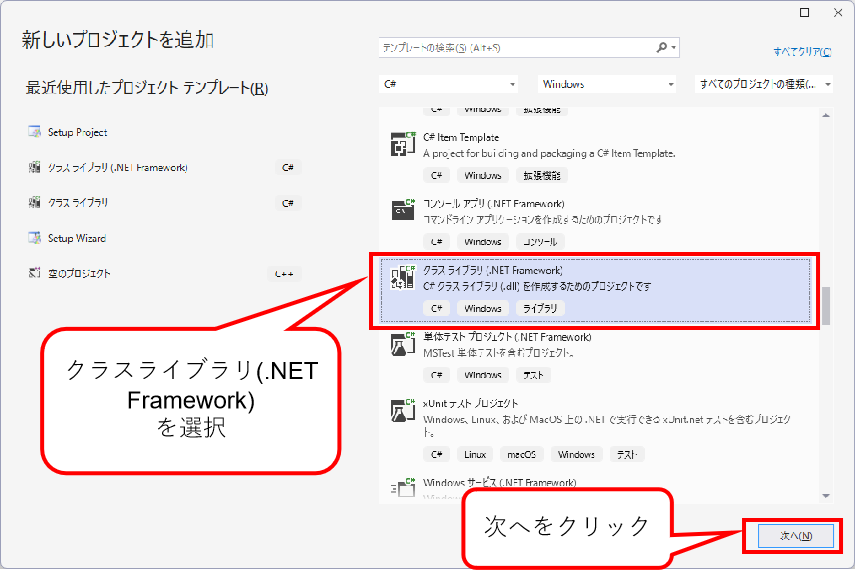 新しいプロジェクトを追加
テンプレートの検索(S) (Alt+S)
すべてクリア(C)
最近使用したプロジェクト テンプレート(R)
C#
Windows
すべてのプロジェクトの種類(...
Setup Project
クラス ライブラリ (.NET Framework)
C#
クラス ライブラリ
C#
Setup Wizard
空のプロジェクト
C++
C#
Windows
拡張機能
C# Item Template
A project for building and packaging a C# Item Template.
C#
Windows
拡張機能
コンソール アプリ (.NET Framework)
コマンドライン アプリケーションを作成するためのプロジェクトです
C#
Windows
コンソール
クラス ライブラリ (.NET Framework)
C# クラス ライブラリ (.dll) を作成するためのプロジェクトです
C#
Windows
ライブラリ
単体テスト プロジェクト (.NET Framework)
MSTest 単体テストを含むプロジェクト。
C#
Windows
テスト
xUnit テスト プロジェクト
Windows、Linux、および MacOS 上の .NET で実行できる xUnit.net テストを含むプロジェク
ト。
C#
Linux
macOS
Windows
テスト
Windows サービス (.NET Framework)
クラスライブラリ(.NET
Framework)
を選択
次へをクリック
次へ(N)